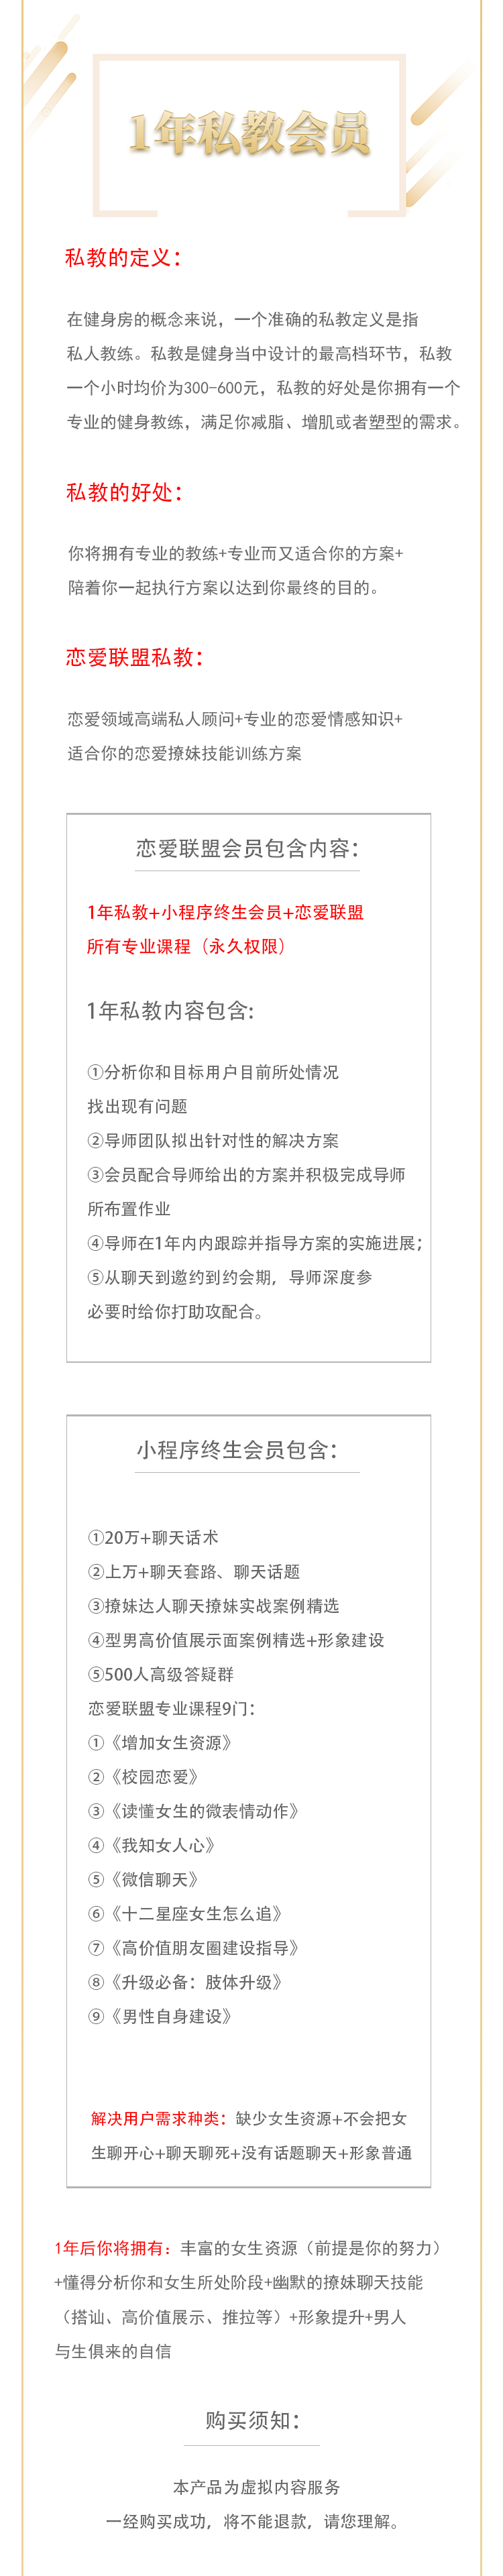 1年私教会员
私教的定义：
在健身房的概念来说，一个准确的私教定义是指
私人教练。私教是健身当中设计的最高档环节，私教
一个小时均价为300-600元，私教的好处是你拥有一个
专业的健身教练，满足你减脂、增肌或者塑型的需求。
私教的好处：
你将拥有专业的教练+专业而又适合你的方案+
陪着你一起执行方案以达到你最终的目的。
恋爱联盟私教：
恋爱领域高端私人顾问+专业的恋爱情感知识+
适合你的恋爱撩妹技能训练方案
恋爱联盟会员包含内容：
1年私教+小程序终生会员+恋爱联盟
所有专业课程（永久权限）
1年私教内容包含:
①分析你和目标用户目前所处情况
找出现有问题
②导师团队拟出针对性的解决方案
③会员配合导师给出的方案并积极完成导师
所布置作业
④导师在1年内内跟踪并指导方案的实施进展；
⑤从聊天到邀约到约会期，导师深度参
必要时给你打助攻配合。
小程序终生会员包含：
①20万+聊天话术
②上万+聊天套路、聊天话题
③撩妹达人聊天撩妹实战案例精选
④型男高价值展示面案例精选+形象建设
⑤500人高级答疑群
恋爱联盟专业课程9门：
①《增加女生资源》
②《校园恋爱》
③《读懂女生的微表情动作》
④《我知女人心》
⑤《微信聊天》
⑥《十二星座女生怎么追》
⑦《高价值朋友圈建设指导》
⑧《升级必备：肢体升级》
⑨《男性自身建设》
解决用户需求种类：缺少女生资源+不会把女
生聊开心+聊天聊死+没有话题聊天+形象普通
1年后你将拥有：丰富的女生资源（前提是你的努力）
+懂得分析你和女生所处阶段+幽默的撩妹聊天技能
（搭讪、高价值展示、推拉等）+形象提升+男人
与生俱来的自信
购买须知：
本产品为虚拟内容服务
一经购买成功，将不能退款，请您理解。